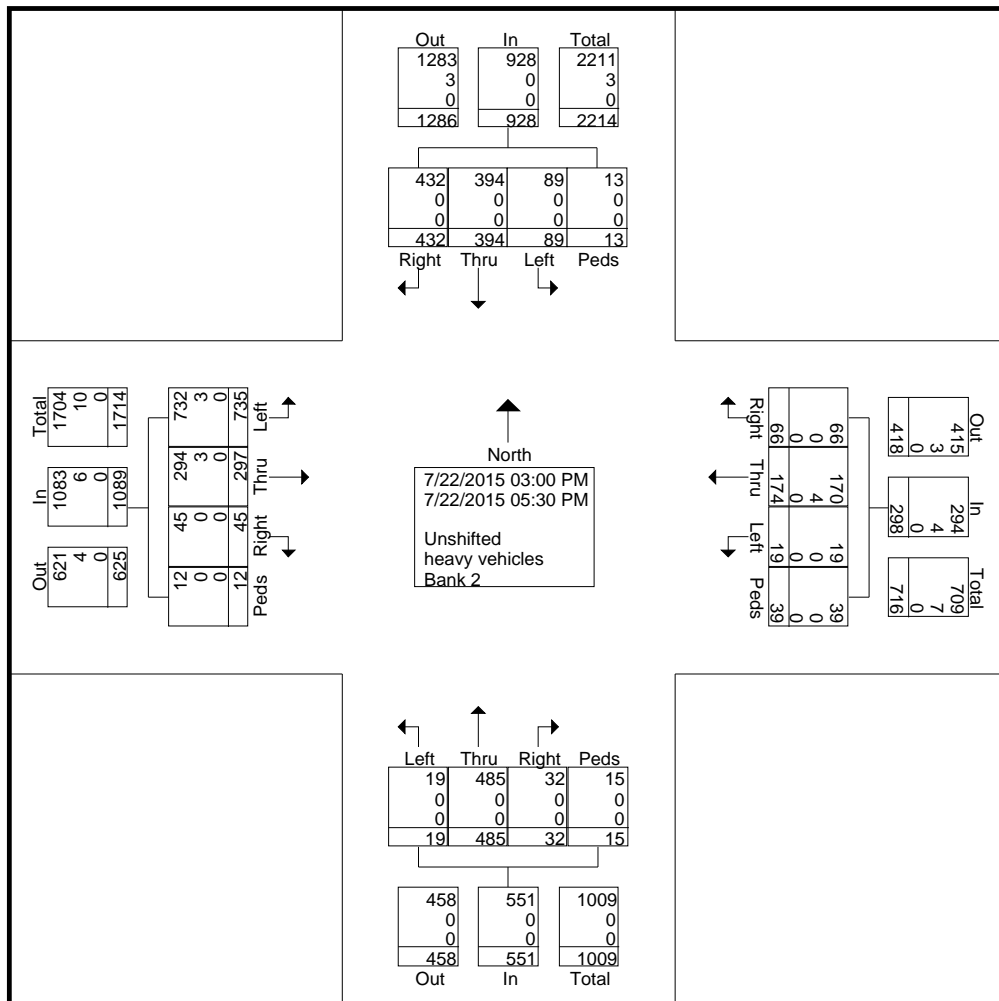 Out In Total
1283 928 2211
3 0 3
0 0 0
1286 928 2214
432 394 89 13
0 0 0 0
0 0 0 0
432 394 89 13
Right Thru Left Peds
Total
1704 10 0 1714
In
1083 6 0 1089
Out
621 4 0 625
732 3 0 735
Left
294 3 0 297
Thru
45 0 0 45
Right
12 0 0 12
Peds
North
7/22/2015 03:00 PM
7/22/2015 05:30 PM
Unshifted
heavy vehicles
Bank 2
Right
66 0 0 66
Thru
170 4 0 174
Left
19 0 0 19
Peds
39 0 0 39
Out
415 3 0 418
In
294 4 0 298
Total
709 7 0 716
Left Thru Right Peds
19 485 32 15
0 0 0 0
0 0 0 0
19 485 32 15
458 551 1009
0 0 0
0 0 0
458 551 1009
Out In Total